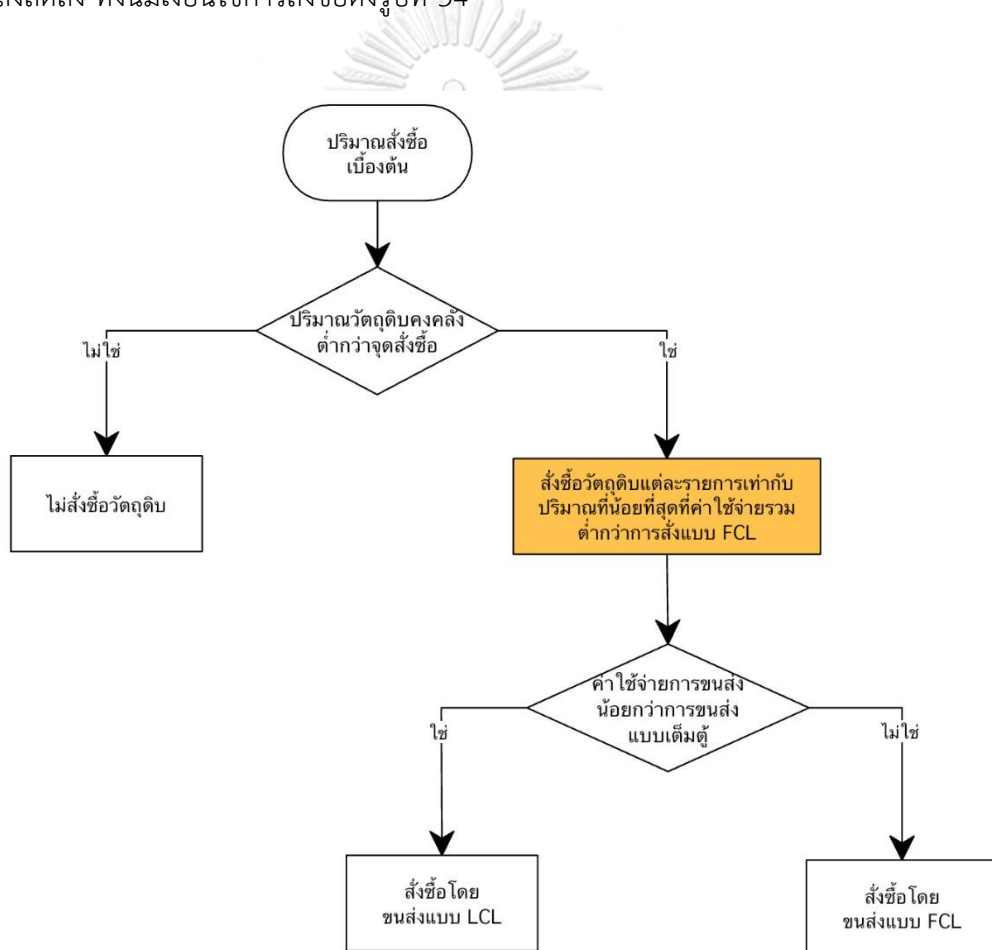 ปริมาณสั่งซื้อ
เบื้องต้น
ปริมาณวัตถุดิบคงคลัง
ต่ำกว่าจุดสั่งซื้อ
ไม่ใช่
ใช่
ไม่สั่งซื้อวัตถุดิบ
สั่งซื้อวัตถุดิบแต่ละรายการเท่ากับ
ปริมาณที่น้อยที่สุดที่ค่าใช้จ่ายรวม
ต่ำกว่าการสั่งแบบ FCL
ค่าใช้จ่ายการขนส่ง
น้อยกว่าการขนส่ง
แบบเต็มตู้
ใช่
ไม่ใช่
สั่งซื้อโดย
ขนส่งแบบ LCL
สั่งซื้อโดย
ขนส่งแบบ FCL